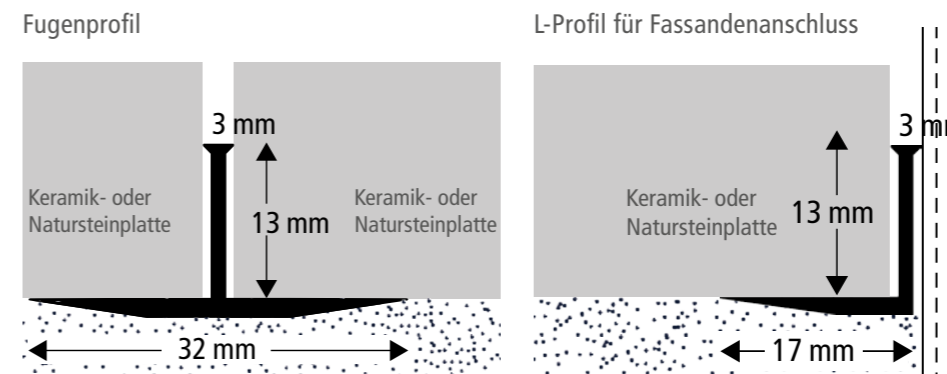 Fugenprofil
3 mm
Keramik- oder
Natursteinplatte
13 mm
Keramik- oder
Natursteinplatte
32 mm
L-Profil für Fassandenanschluss
3 mm
Keramik- oder
Natursteinplatte
13 mm
17 mm